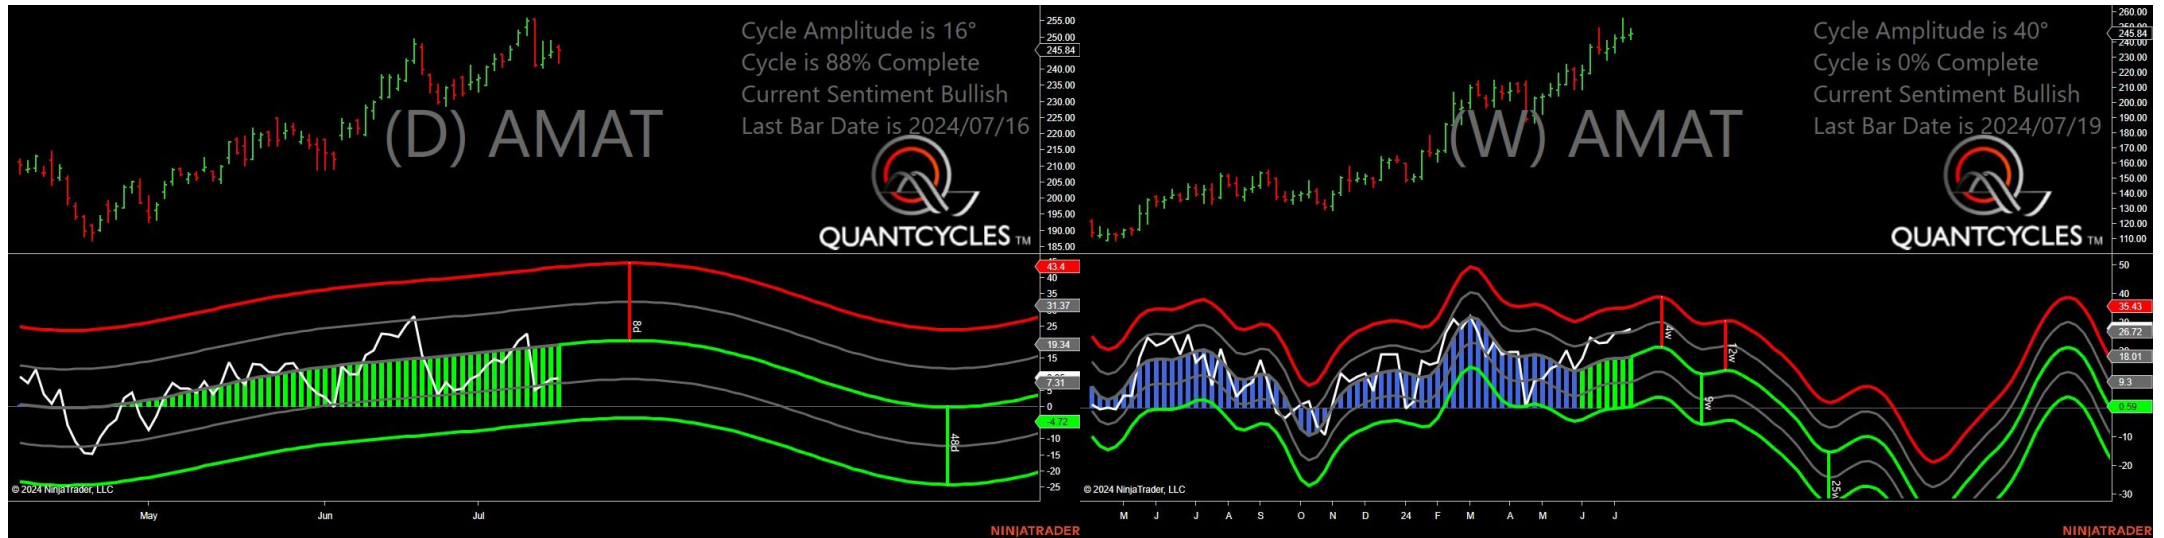 Cycle Amplitude is 16°
Cycle is 88% Complete
Current Sentiment Bullish
Last Bar Date is 2024/07/16
(D) AMAT
QUANTCYCLES TM
255.00
250.00
245.84
240.00
235.00
230.00
225.00
220.00
215.00
210.00
205.00
200.00
195.00
190.00
185.00
43.4
40
35
31.37
25
19.34
15
7.31
5
0
-4.72
-10
-15
-20
-25
8d
48d
© 2024 NinjaTrader, LLC
May
Jun
Jul
NINJATRADER
Cycle Amplitude is 40°
Cycle is 0% Complete
Current Sentiment Bullish
Last Bar Date is 2024/07/19
(W) AMAT
QUANTCYCLES TM
260.00
245.84
240.00
230.00
220.00
210.00
200.00
190.00
180.00
170.00
160.00
150.00
140.00
130.00
120.00
110.00
50
40
35.43
26.72
18.01
9.3
0.59
-10
-20
-30
4w
12w
9w
25w
© 2024 NinjaTrader, LLC
M J J A S O N D 24 F M A M J J
NINJATRADER